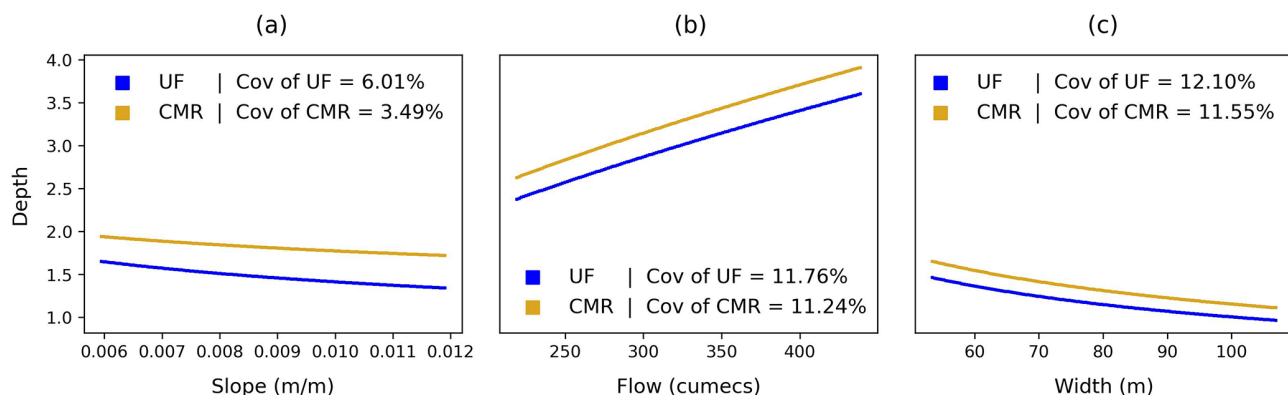 (a)
(b)
(c)
Depth
4.0
3.5
3.0
2.5
2.0
1.5
1.0
UF | Cov of UF = 6.01%
CMR | Cov of CMR = 3.49%
0.006 0.007 0.008 0.009 0.010 0.011 0.012
Slope (m/m)
UF | Cov of UF = 11.76%
CMR | Cov of CMR = 11.24%
250 300 350 400
Flow (cumecs)
UF | Cov of UF = 12.10%
CMR | Cov of CMR = 11.55%
60 70 80 90 100
Width (m)